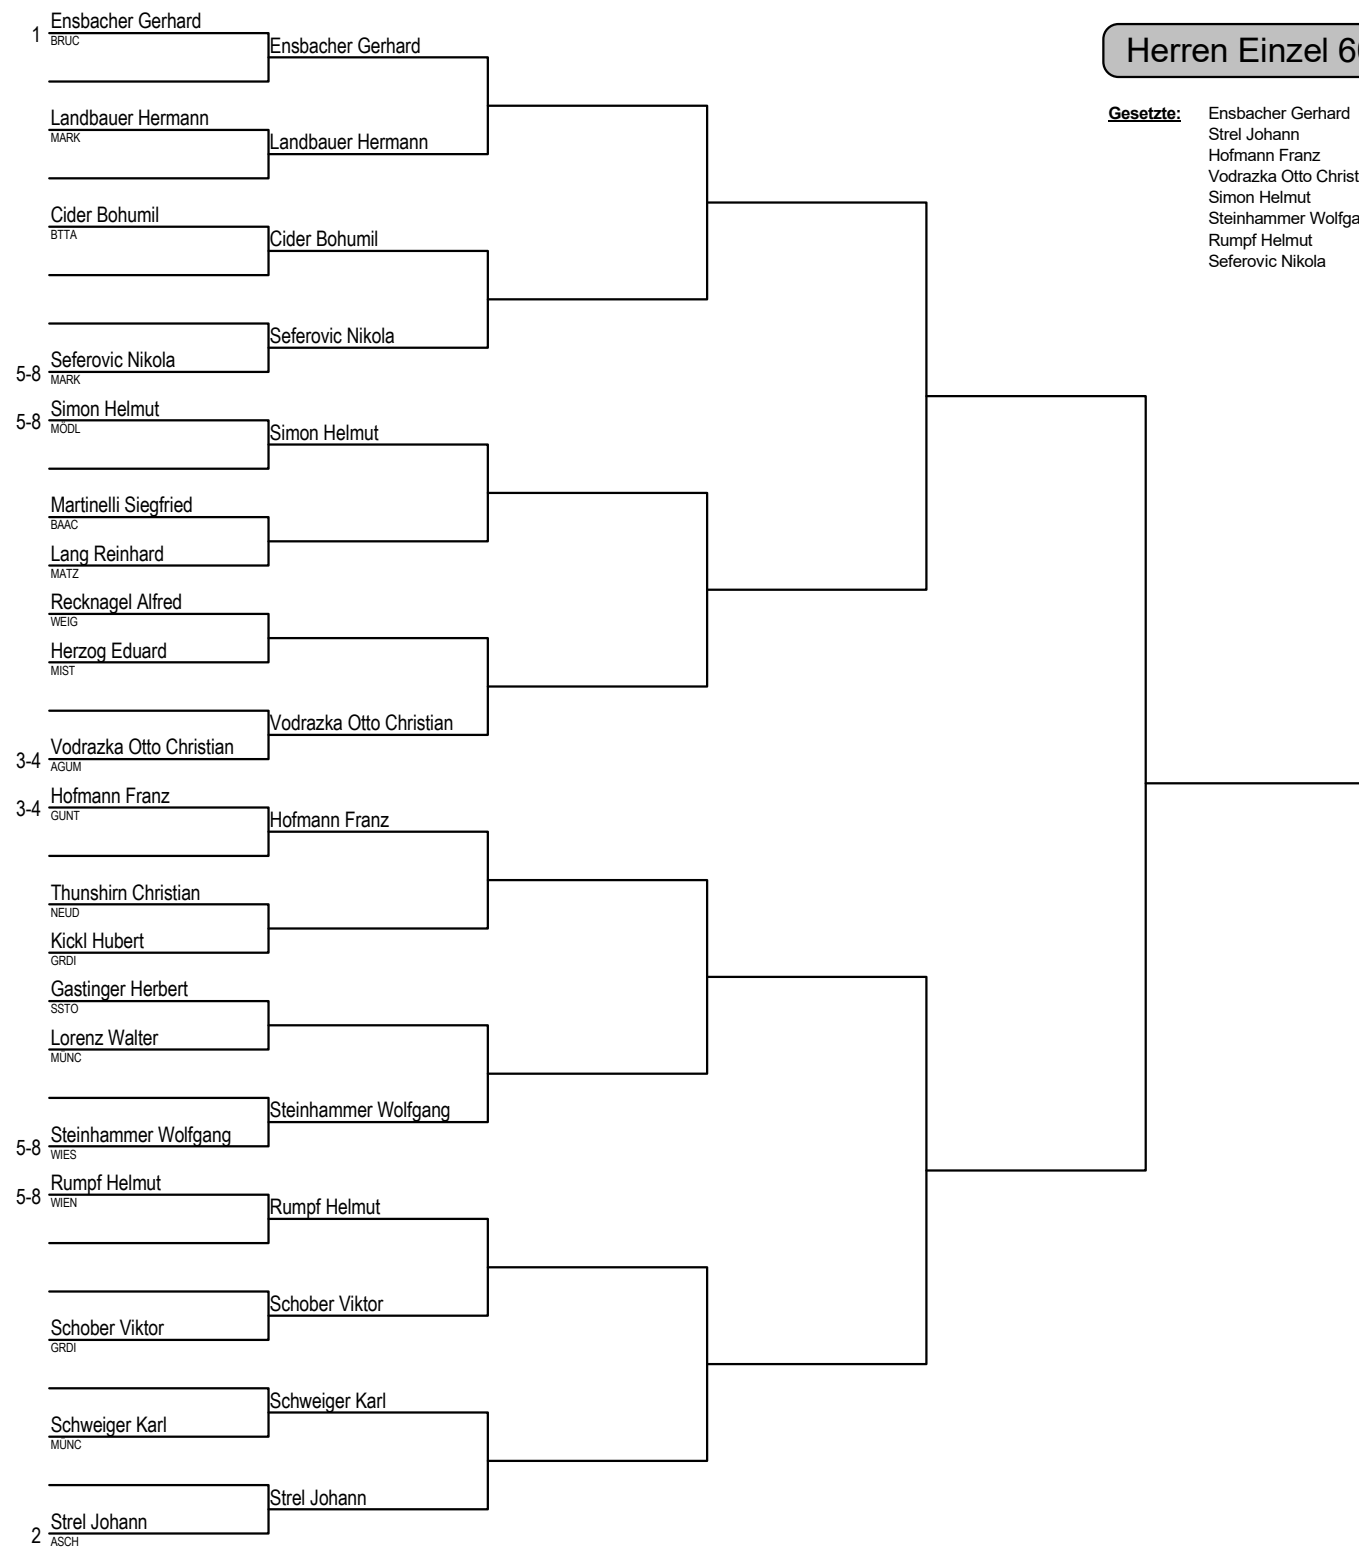 Ensbacher Gerhard
1
BRUC
Ensbacher Gerhard
Landbauer Hermann
MARK
Landbauer Hermann
Cider Bohumil
BTTA
Cider Bohumil
Seferovic Nikola
Seferovic Nikola
5-8
MARK
Simon Helmut
5-8
MÖDL
Simon Helmut
Martinelli Siegfried
BAAC
Lang Reinhard
MATZ
Recknagel Alfred
WEIG
Herzog Eduard
MIST
Vodrazka Otto Christian
Vodrazka Otto Christian
3-4
AGUM
Hofmann Franz
3-4
GUNT
Hofmann Franz
Thunshirn Christian
NEUD
Kickl Hubert
GRDI
Gastinger Herbert
SSTO
Lorenz Walter
MÜNC
Steinhammer Wolfgang
Steinhammer Wolfgang
5-8
WIES
Rumpf Helmut
5-8
WIEN
Rumpf Helmut
Schober Viktor
Schober Viktor
GRDI
Schweiger Karl
Schweiger Karl
MÜNC
Strel Johann
Strel Johann
2
ASCH
Herren Einzel 6
Gesetzte: Ensbacher Gerhard
Strel Johann
Hofmann Franz
Vodrazka Otto Christ
Simon Helmut
Steinhammer Wolfga
Rumpf Helmut
Seferovic Nikola